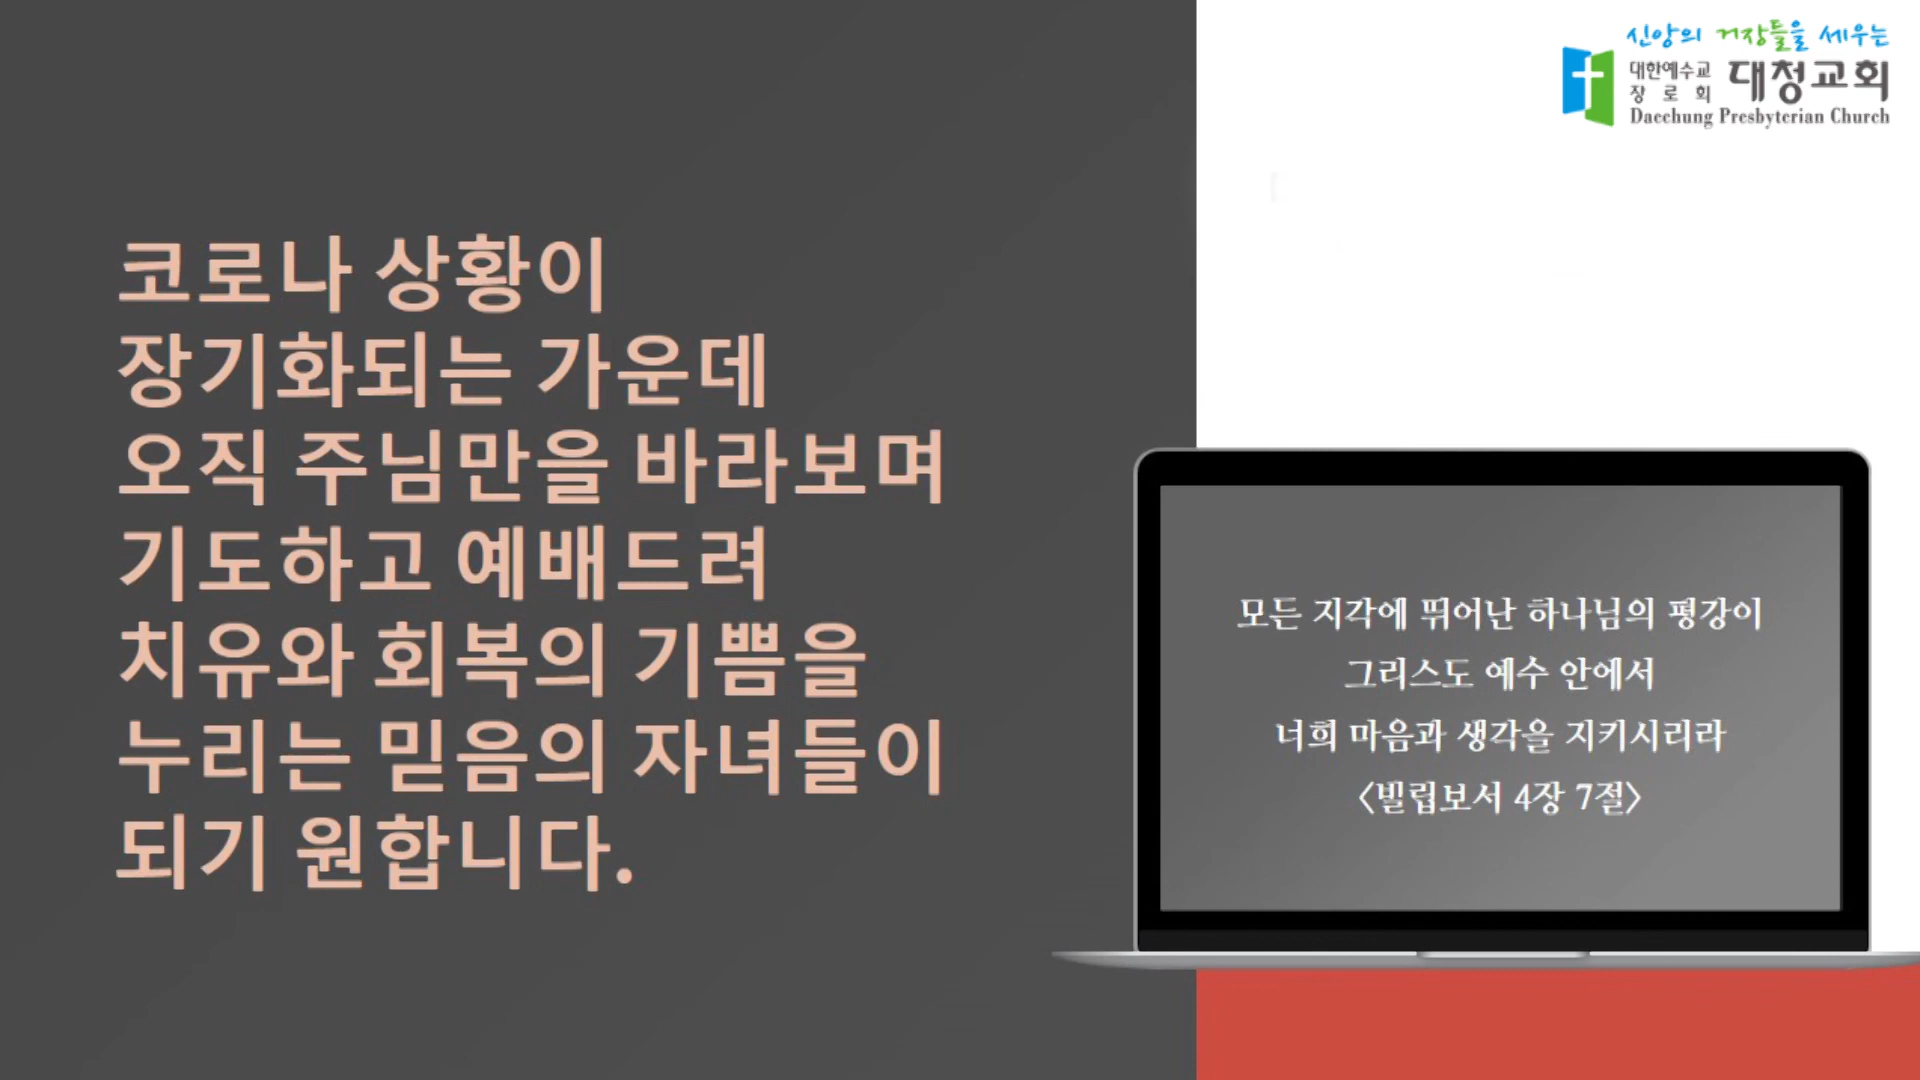 코로나 상황이
장기화되는 가운데
오직 주님만을 바라보며
기도하고 예배드려
치유와 회복의 기쁨을
누리는 믿음의 자녀들이
되기 원합니다.
신앙의 거장들을 세우는
대한예수교
장로회
대청교회
Daechung Presbyterian Church
모든 지각에 뛰어난 하나님의 평강이
그리스도 예수 안에서
너희 마음과 생각을 지키시리라
〈빌립보서 4장 7절〉